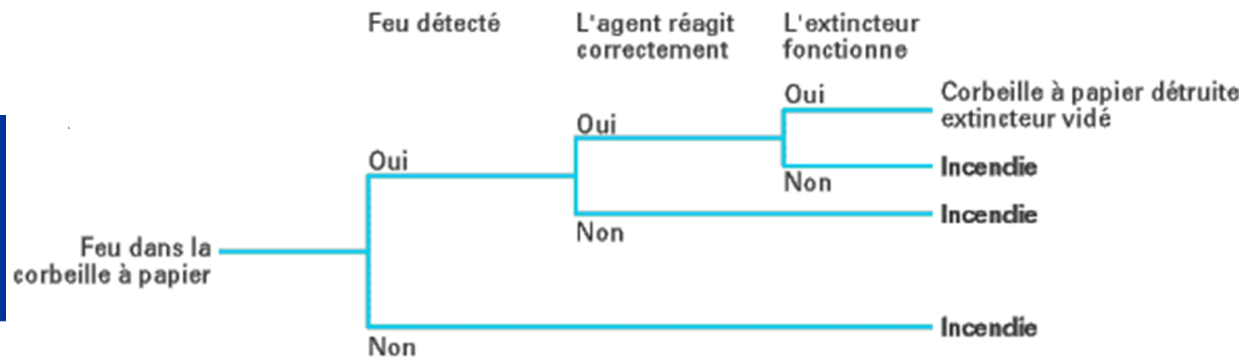 Feu détecté
L'agent réagit
correctement
L'extincteur
fonctionne
Oui
Corbeille à papier détruite
extincteur vidé
Oui
Incendie
Oui
Non
Incendie
Non
Feu dans la
corbeille à papier
Incendie
Non